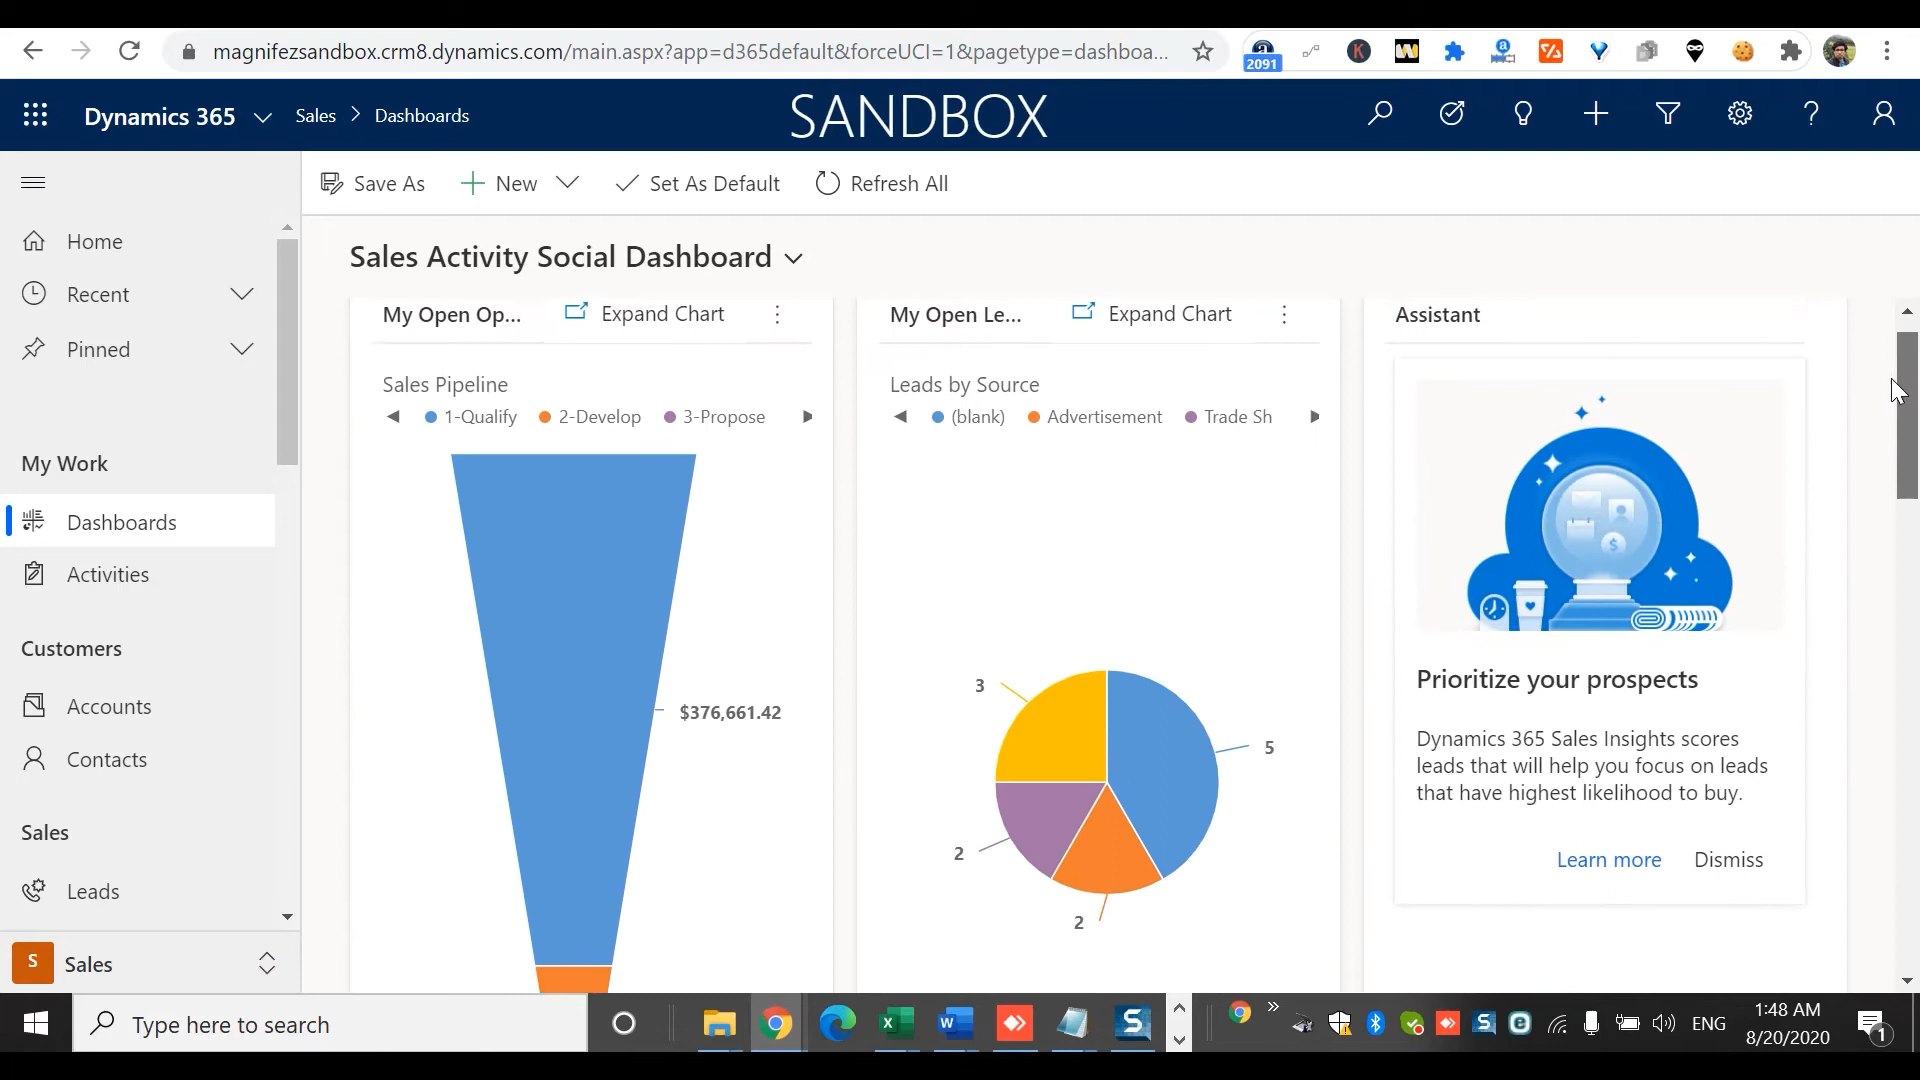 magnifezsandbox.crm8.dynamics.com/main.aspx?app=d365default&forceUCI=1&pagetype=dashboa...
2091
Dynamics 365
Sales > Dashboards
SANDBOX
Save As
New
Set As Default
Refresh All
Home
Recent
Pinned
My Work
Dashboards
Activities
Customers
Accounts
Contacts
Sales
Leads
S Sales
Sales Activity Social Dashboard
My Open Op...
Expand Chart
Sales Pipeline
1-Qualify
2-Develop
3-Propose
$376,661.42
My Open Le...
Expand Chart
Leads by Source
(blank)
Advertisement
Trade Sh
3
5
2
2
Assistant
Prioritize your prospects
Dynamics 365 Sales Insights scores
leads that will help you focus on leads
that have highest likelihood to buy.
Learn more
Dismiss
Type here to search
ENG
1:48 AM
8/20/2020
1